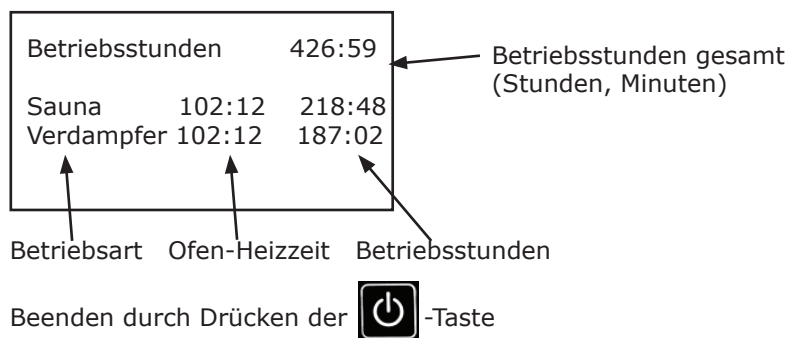 Betriebsstunden 426:59
Betriebsstunden gesamt
(Stunden, Minuten)
Sauna 102:12 218:48
Verdampfer 102:12 187:02
Betriebsart Ofen-Heizzeit Betriebsstunden
Beenden durch Drücken der -Taste